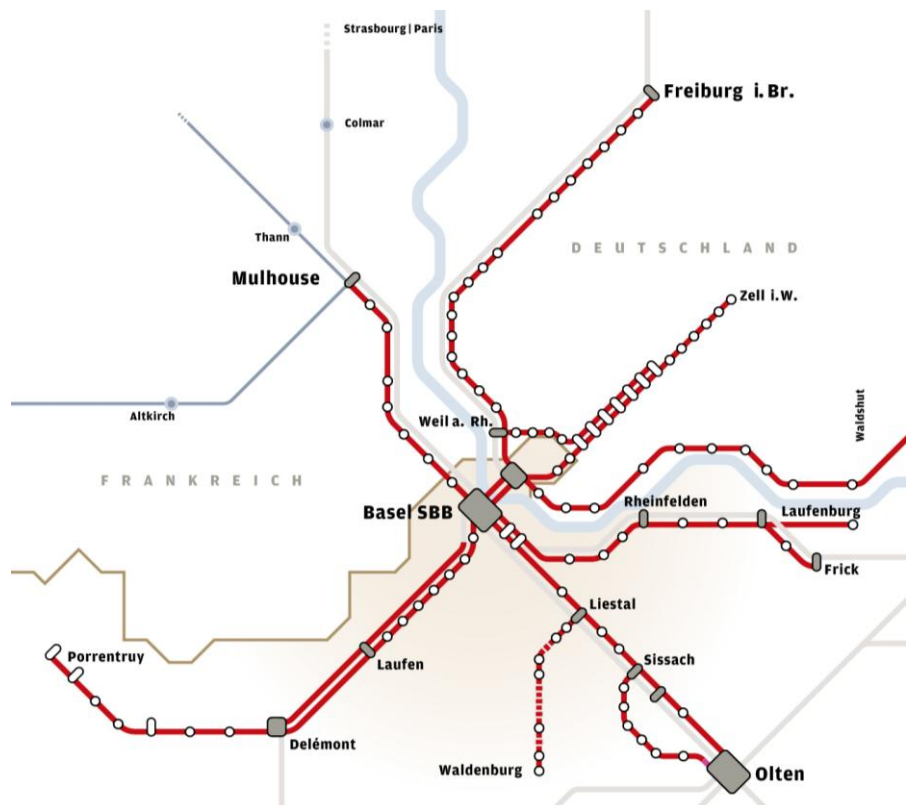 Strasbourg | Paris
Freiburg i. Br.
Colmar
Thann
DEUTSCHLAND
Mulhouse
Zell i. W.
Altkirch
Weil a. Rh.
Waldshut
FRANKREICH
Rheinfelden
Laufenburg
Basel SBB
Frick
Liestal
Porrentruy
Laufen
Sissach
Delémont
Waldenburg
Olten